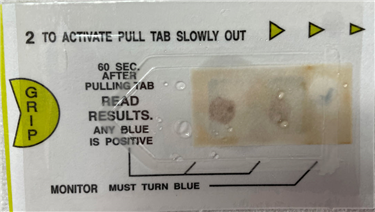 2 TO ACTIVATE PULL TAB SLOWLY OUT
GRIP
60 SEC.
AFTER
PULLING TAB
READ
RESULTS.
ANY BLUE
IS POSITIVE
MONITOR MUST TURN BLUE